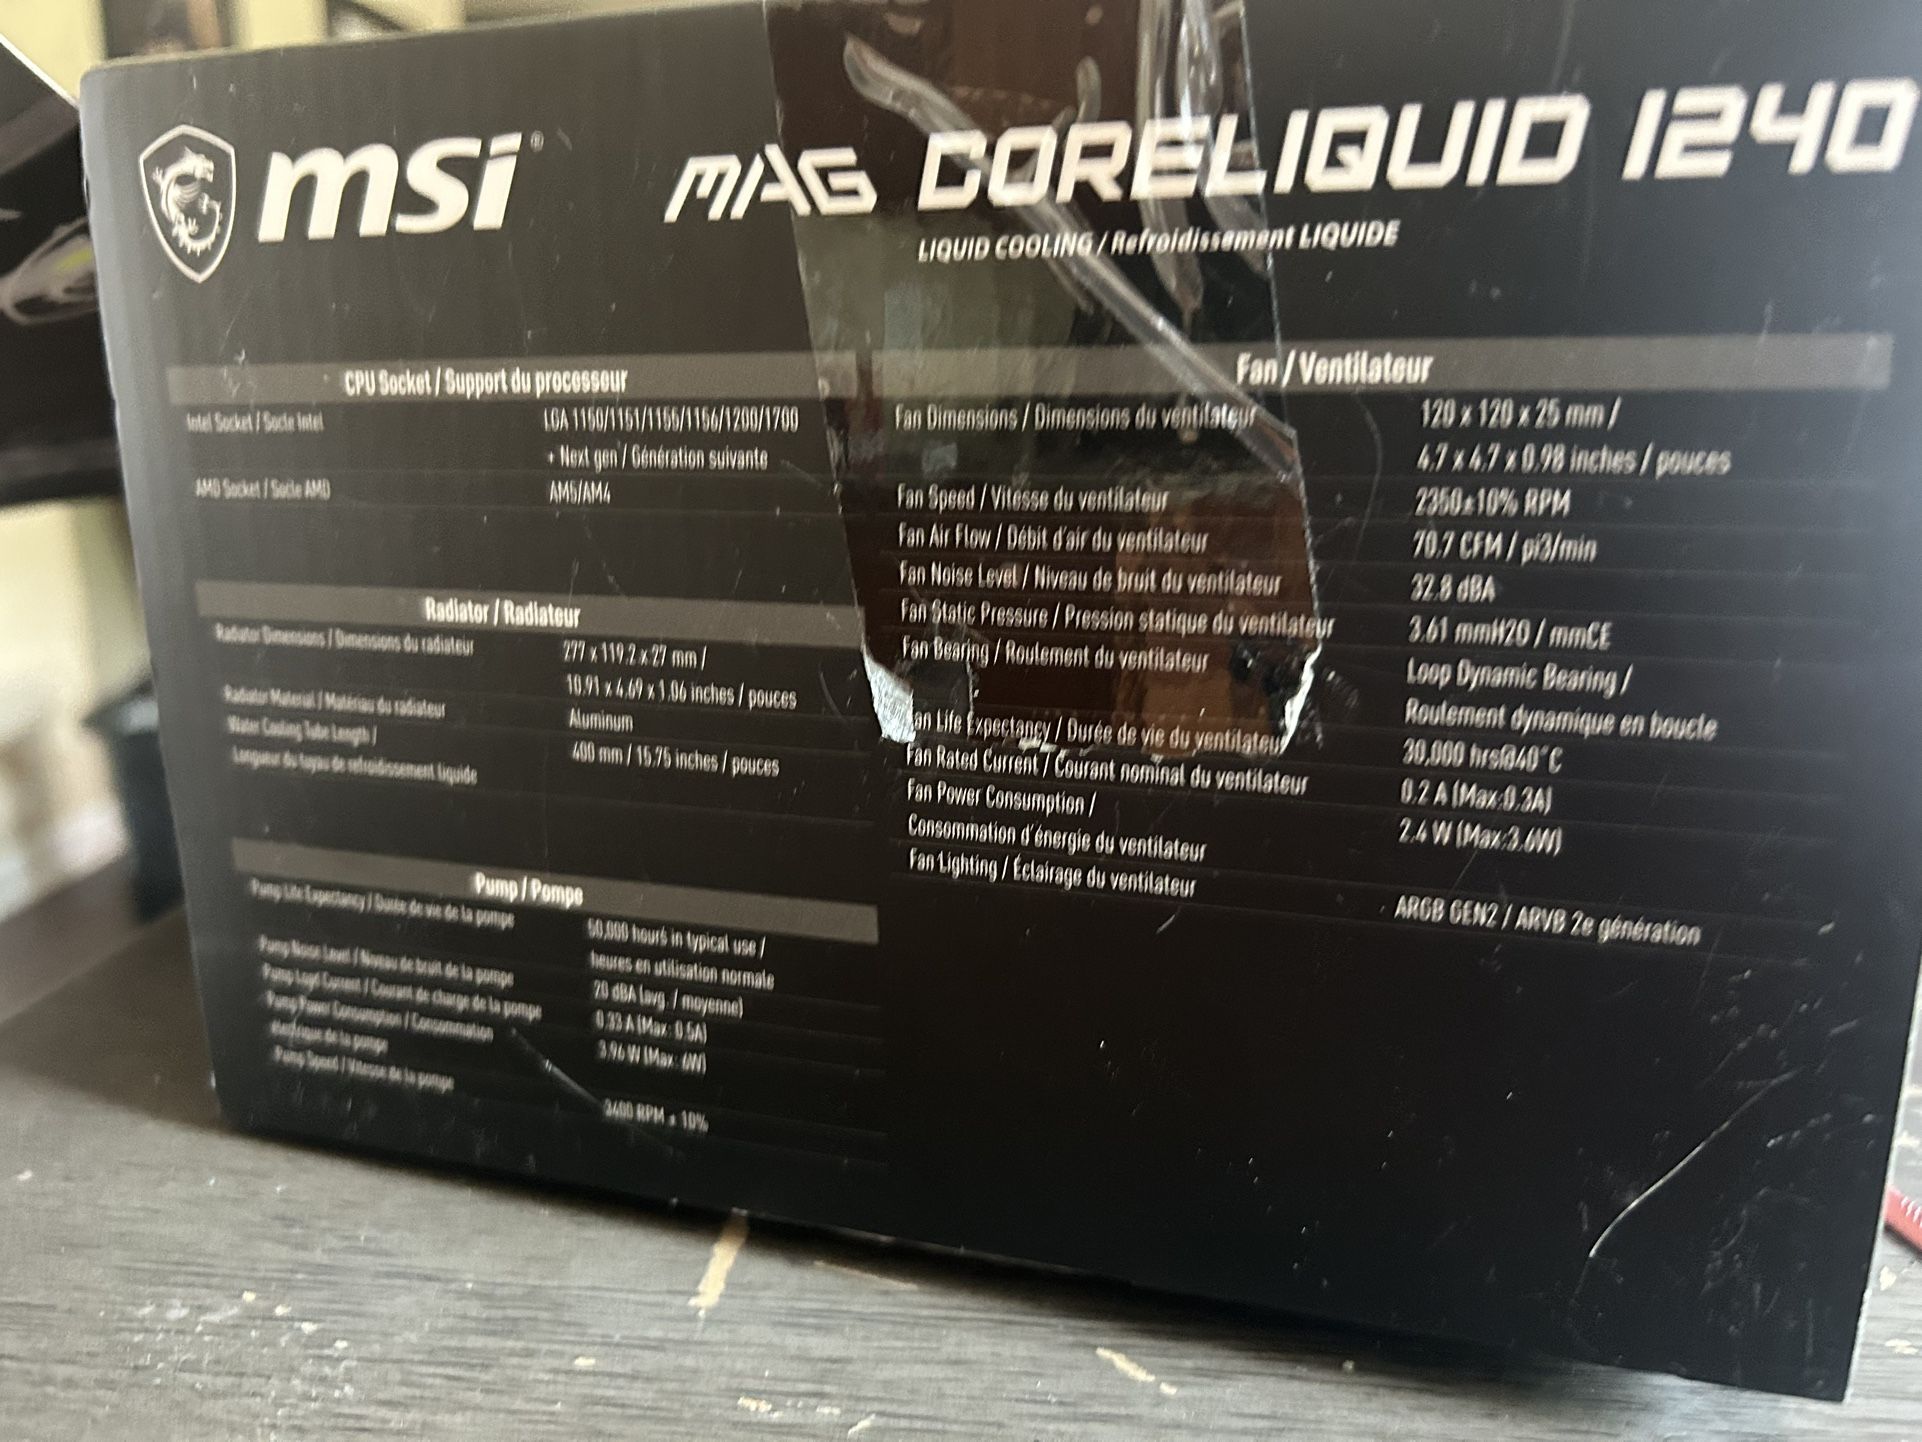 msi® MAG CORELIQUID I240
LIQUID COOLING / Refroidissement LIQUIDE
CPU Socket / Support du processeur
Intel Socket / Socle Intel LGA 1150/1151/1155/1156/1200/1700
+ Next gen / Génération suivante
AMD Socket / Socle AMD AM5/AM4
Radiator / Radiateur
Radiator Dimensions / Dimensions du radiateur 277 x 119.2 x 27 mm /
10.91 x 4.69 x 1.06 inches / pouces
Radiator Material / Matériau du radiateur Aluminum
Water Cooling Tube Length /
Longueur du tuyau de refroidissement liquide 400 mm / 15.75 inches / pouces
Pump / Pompe
Pump Life Expectancy / Durée de vie de la pompe 50,000 hours in typical use /
heures en utilisation normale
Pump Noise Level / Niveau de bruit de la pompe 20 dBA (avg. / moyenne)
Pump Load Current / Courant de charge de la pompe 0.33 A (Max: 0.5A)
Pump Power Consumption / Consommation 3.96 W (Max: 6W)
électrique de la pompe
Pump Speed / Vitesse de la pompe 3400 RPM ± 10%
Fan / Ventilateur
Fan Dimensions / Dimensions du ventilateur 120 x 120 x 25 mm /
4.7 x 4.7 x 0.98 inches / pouces
Fan Speed / Vitesse du ventilateur 2350±10% RPM
Fan Air Flow / Débit d'air du ventilateur 70.7 CFM / pi3/min
Fan Noise Level / Niveau de bruit du ventilateur 32.8 dBA
Fan Static Pressure / Pression statique du ventilateur 3.61 mmH2O / mmCE
Fan Bearing / Roulement du ventilateur Loop Dynamic Bearing /
Roulement dynamique en boucle
Fan Life Expectancy / Durée de vie du ventilateur 30,000 hrs@40°C
Fan Rated Current / Courant nominal du ventilateur 0.2 A (Max:0.3A)
Fan Power Consumption / 2.4 W (Max:3.6W)
Consommation d'énergie du ventilateur
Fan Lighting / Éclairage du ventilateur ARGB GEN2 / ARVB 2e génération